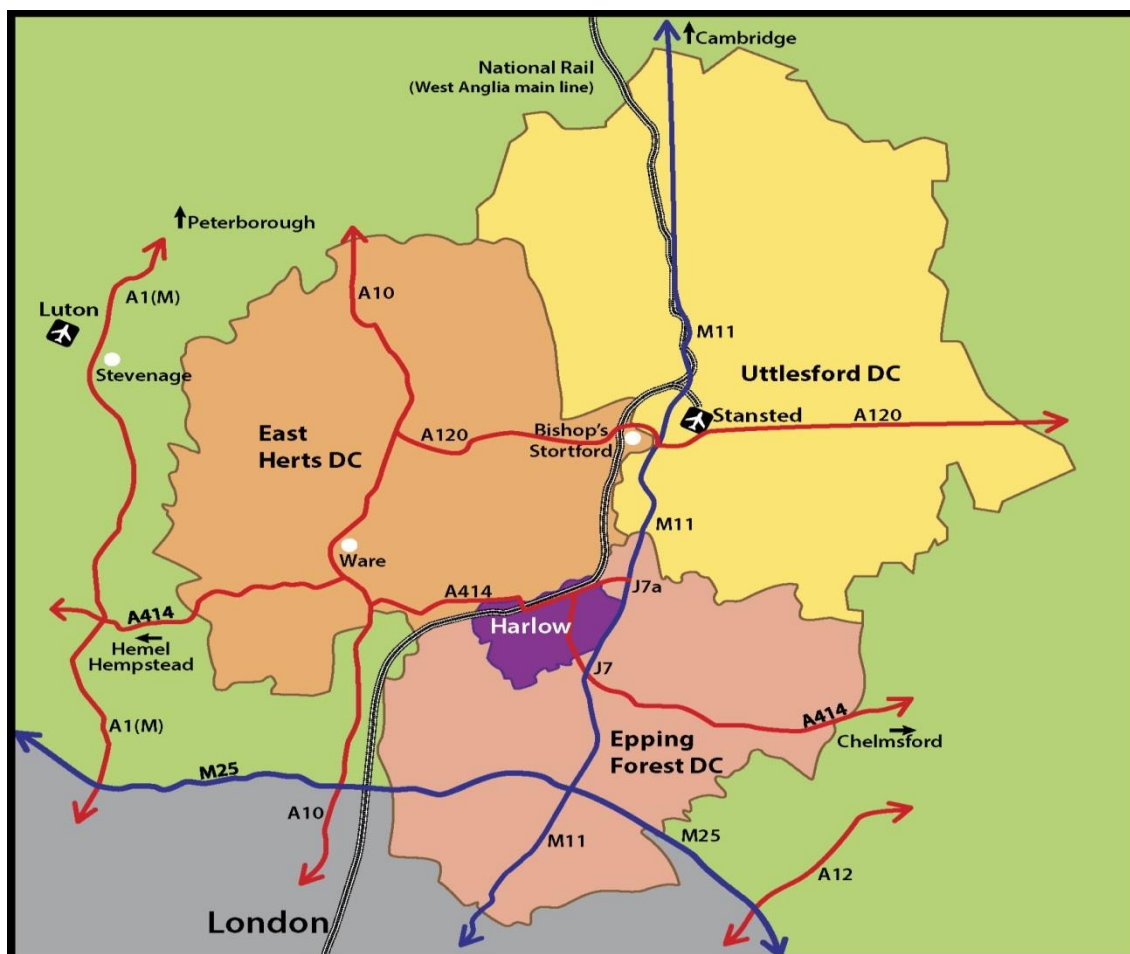 Cambridge
National Rail
(West Anglia main line)
Peterborough
A1(M)
A10
Luton
M11
Stevenage
Uttlesford DC
Stansted
A120
East
Herts DC
A120
Bishop's
Stortford
M11
Ware
A414
J7a
A414
Harlow
Hemel
Hempstead
J7
A1(M)
A414
Chelmsford
Epping
Forest DC
M25
A10
M11
M25
A12
London